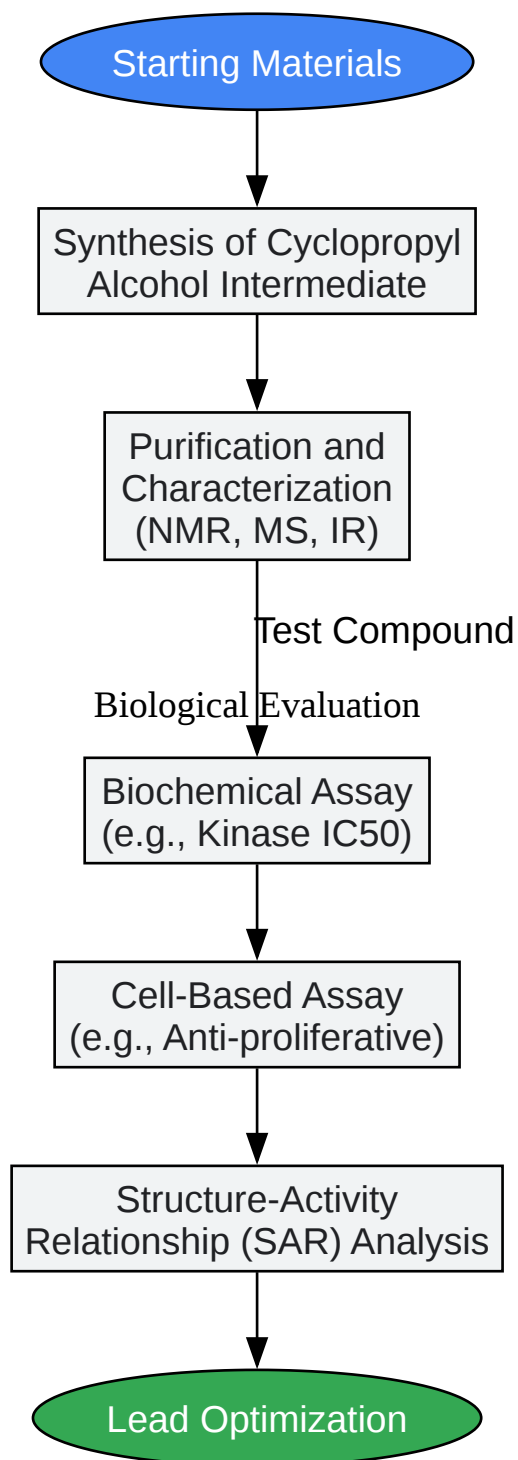 Starting Materials
Synthesis of Cyclopropyl
Alcohol Intermediate
Purification and
Characterization
(NMR, MS, IR)
Test Compound
Biological Evaluation
Biochemical Assay
(e.g., Kinase IC50)
Cell-Based Assay
(e.g., Anti-proliferative)
Structure-Activity
Relationship (SAR) Analysis
Lead Optimization